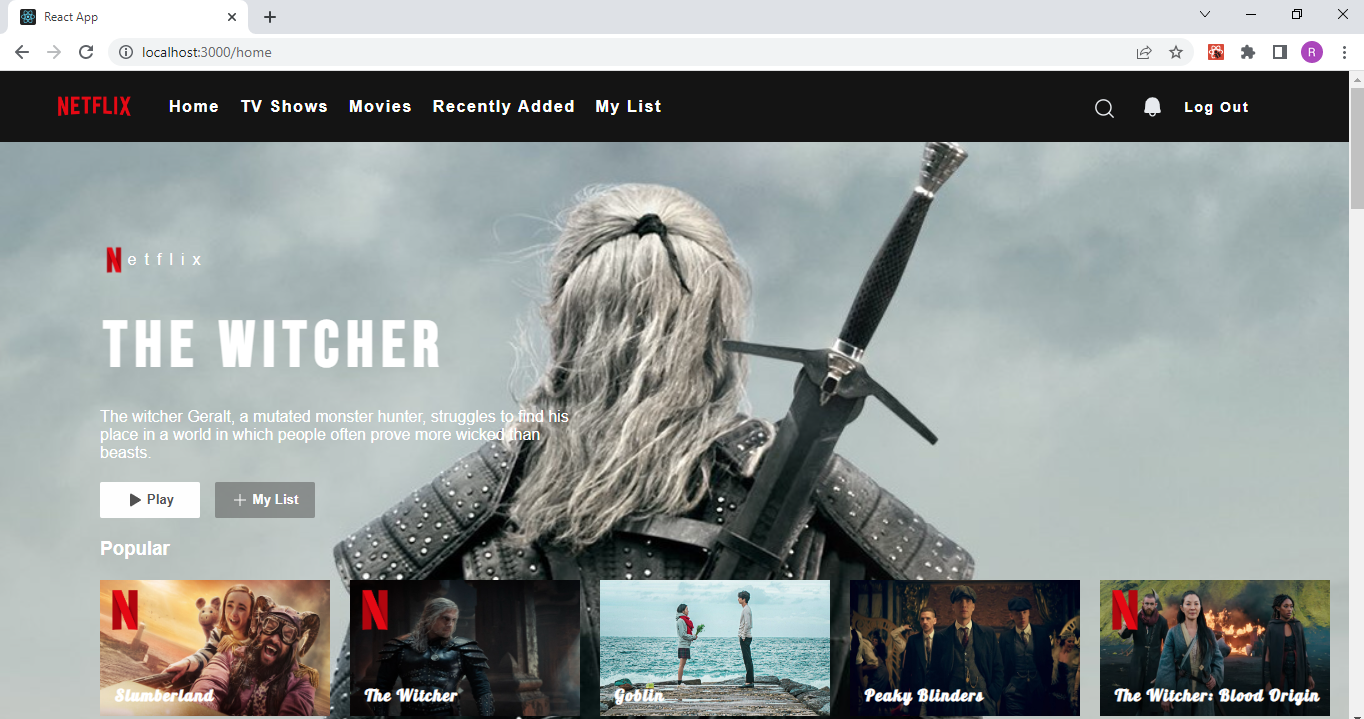 React App
localhost:3000/home
R
NETFLIX Home TV Shows Movies Recently Added My List Log Out
Netflix
THE WITCHER
The witcher Geralt, a mutated monster hunter, struggles to find his
place in a world in which people often prove more wicked than
beasts.
Play My List
Popular
N N N
Slumberland The Witcher Goblin Peaky Blinders The Witcher: Blood Origin